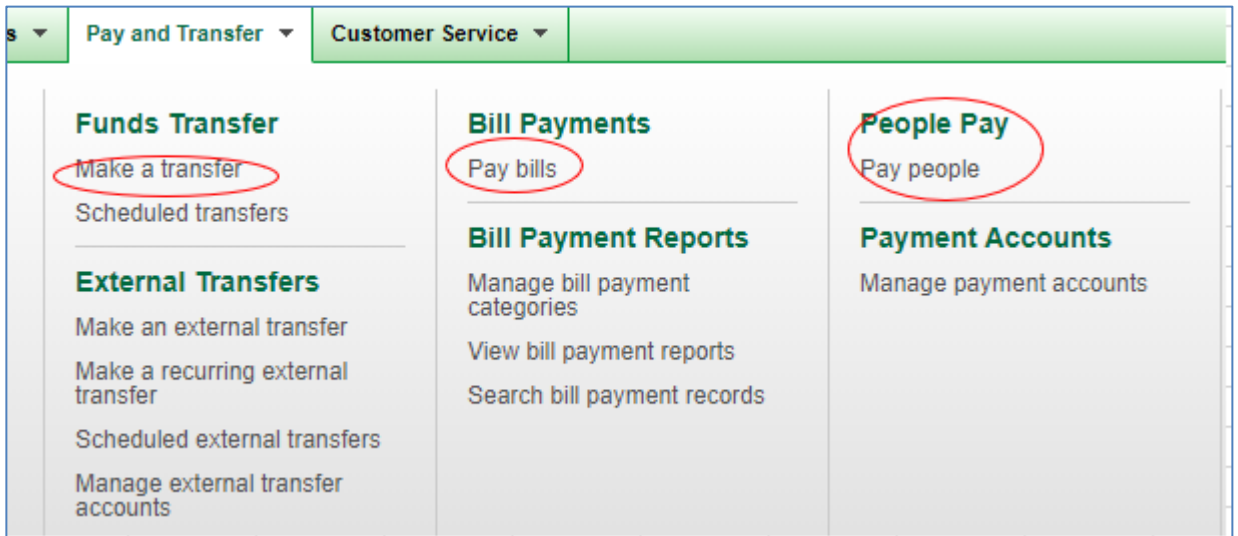 s Pay and Transfer Customer Service
Funds Transfer
Make a transfer
Scheduled transfers
External Transfers
Make an external transfer
Make a recurring external
transfer
Scheduled external transfers
Manage external transfer
accounts
Bill Payments
Pay bills
Bill Payment Reports
Manage bill payment
categories
View bill payment reports
Search bill payment records
People Pay
Pay people
Payment Accounts
Manage payment accounts